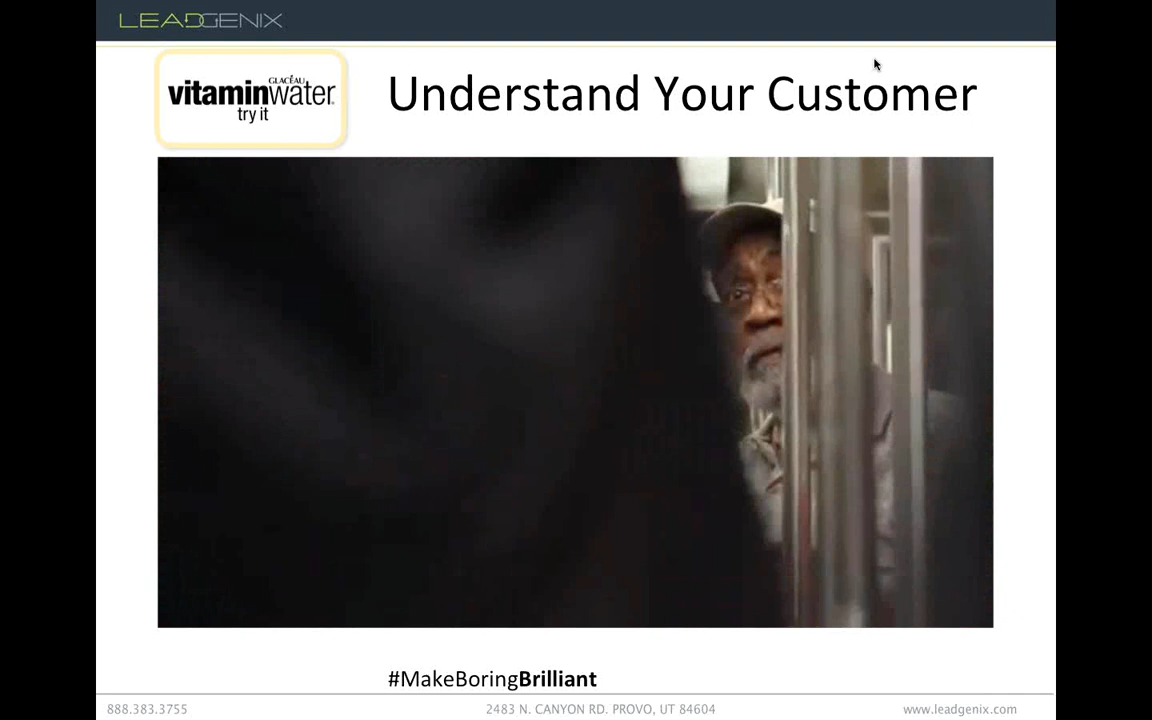 LEADGENIX
GLACÉAU
vitaminwater
try it
Understand Your Customer
#MakeBoringBrilliant
888.383.3755
2483 N. CANYON RD. PROVO, UT 84604
www.leadgenix.com